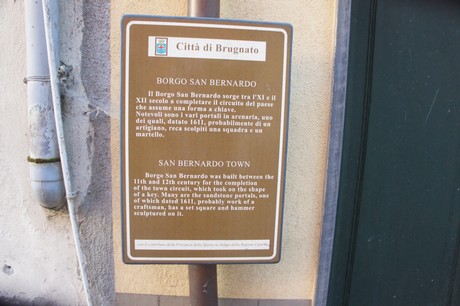 Città di Brugnato
BORGO SAN BERNARDO
Il Borgo San Bernardo sorge tra l'XI e il
XII secolo a completare il circuito del paese
che assume una forma a chiave.
Notevoli sono i vari portali in arenaria, uno
dei quali, datato 1611, probabilmente di un
artigiano, reca scolpiti una squadra e un
martello.
SAN BERNARDO TOWN
Borgo San Bernardo was built between the
11th and 12th century for the completion
of the town circuit, which took on the shape
of a key. Many are the sandstone portals, one
of which dated 1611, probably work of a
craftsman, has a set square and hammer
sculptured on it.